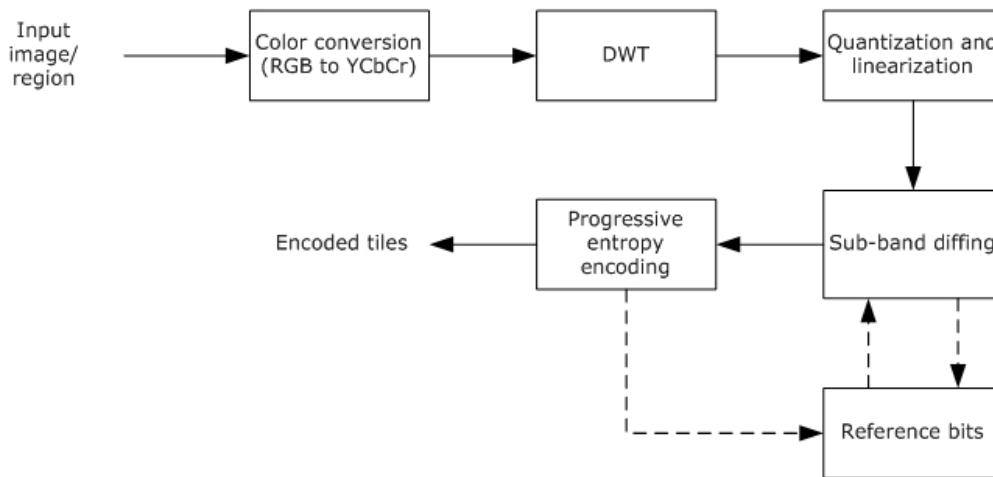 Input
image/
region
Color conversion
(RGB to YCbCr)
DWT
Quantization and
linearization
Encoded tiles
Progressive
entropy
encoding
Sub-band diffing
Reference bits